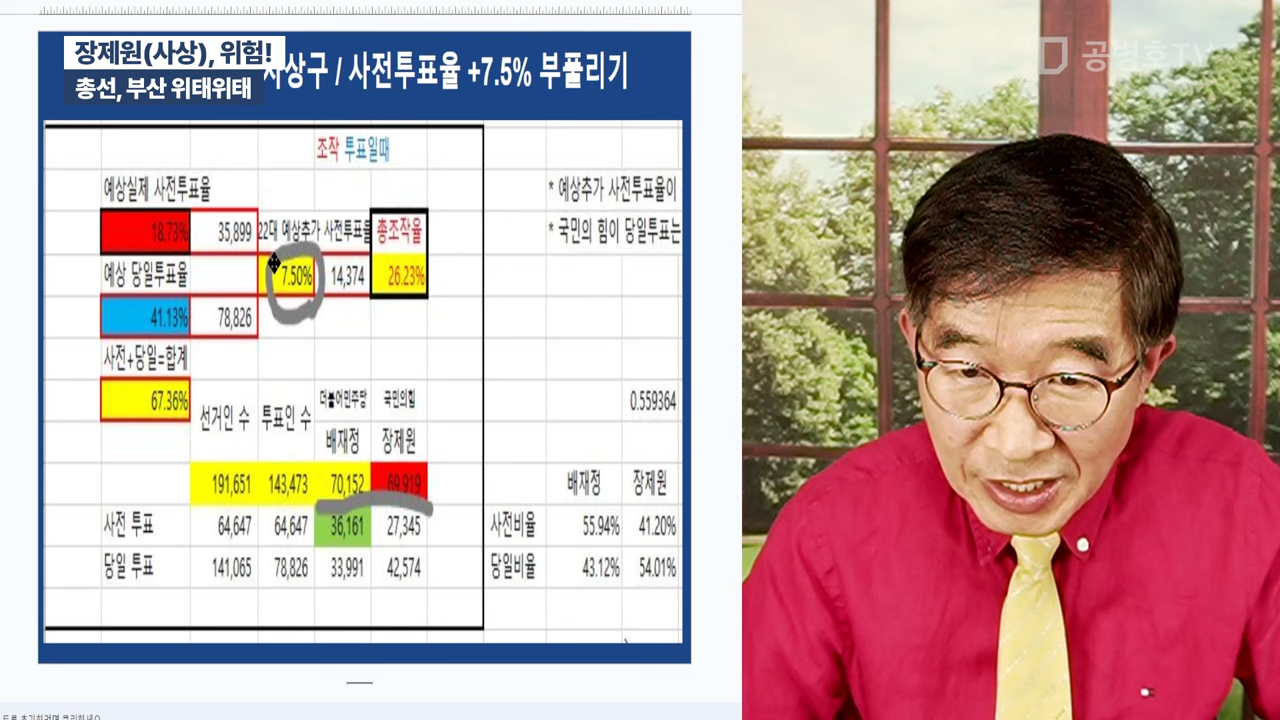 장제원(사상), 위험!
총선, 부산 위태위태
사상구 / 사전투표율 +7.5% 부풀리기
공병호TV
조작 투표일때
예상실제 사전투표율
* 예상추가 사전투표율이
18.73% 35,899 22대 예상추가 사전투표율 총조작율
* 국민의 힘이 당일투표는
예상 당일투표율 7.50% 14,374 26.23%
41.13% 78,826
사전+당일=합계
67.36% 선거인 수 투표인 수 더불어민주당 국민의힘 0.559364
배재정 장제원
191,651 143,473 70,152 69,919 배재정 장제원
사전 투표 64,647 64,647 36,161 27,345 사전비율 55.94% 41.20%
당일 투표 141,065 78,826 33,991 42,574 당일비율 43.12% 54.01%